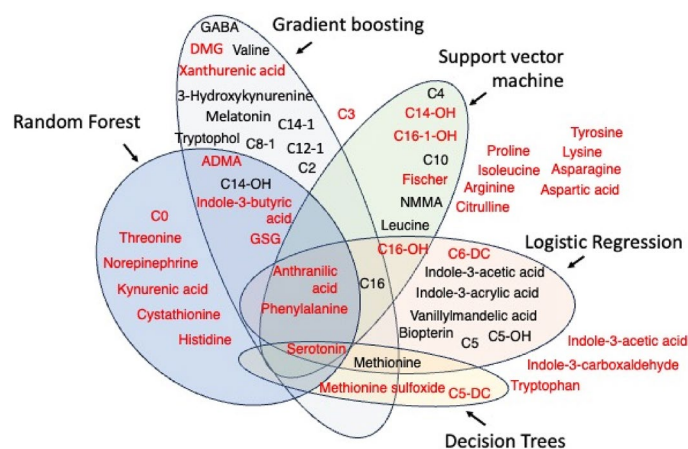 GABA
Gradient boosting
DMG Valine
Xanthurenic acid
Support vector
machine
3-Hydroxykynurenine
C4
Melatonin
C3
C14-OH
Random Forest
C14-1
C16-1-OH
Tyrosine
Tryptophol
C8-1
C12-1
Proline
Lysine
ADMA
C2
C10
Isoleucine
Asparagine
C14-OH
Fischer
Arginine
Aspartic acid
Indole-3-butyric
acid
NMMA
Citrulline
C0
Leucine
Threonine
GSG
C16-OH
C6-DC
Logistic Regression
Norepinephrine
Anthranilic
acid
C16
Indole-3-acetic acid
Kynurenic acid
Indole-3-acrylic acid
Cystathionine
Phenylalanine
Vanillylmandelic acid
Histidine
Biopterin
C5
C5-OH
Indole-3-acetic acid
Serotonin
Methionine
Indole-3-carboxaldehyde
Methionine sulfoxide
C5-DC
Tryptophan
Decision Trees